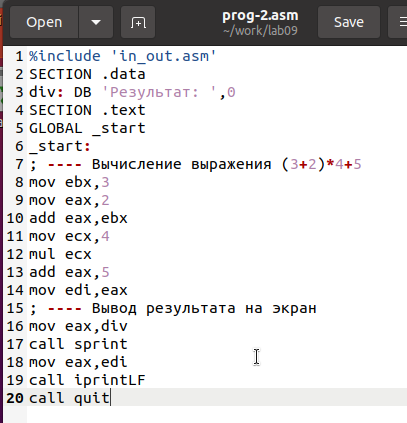 Open
prog-2.asm
~/work/lab09
Save
1 %include 'in_out.asm'
2 SECTION .data
3 div: DB 'Результат: ',0
4 SECTION .text
5 GLOBAL _start
6 _start:
7 ; ---- Вычисление выражения (3+2)*4+5
8 mov ebx,3
9 mov eax,2
10 add eax,ebx
11 mov ecx,4
12 mul ecx
13 add eax,5
14 mov edi,eax
15 ; ---- Вывод результата на экран
16 mov eax,div
17 call sprint
18 mov eax,edi
19 call iprintLF
20 call quit